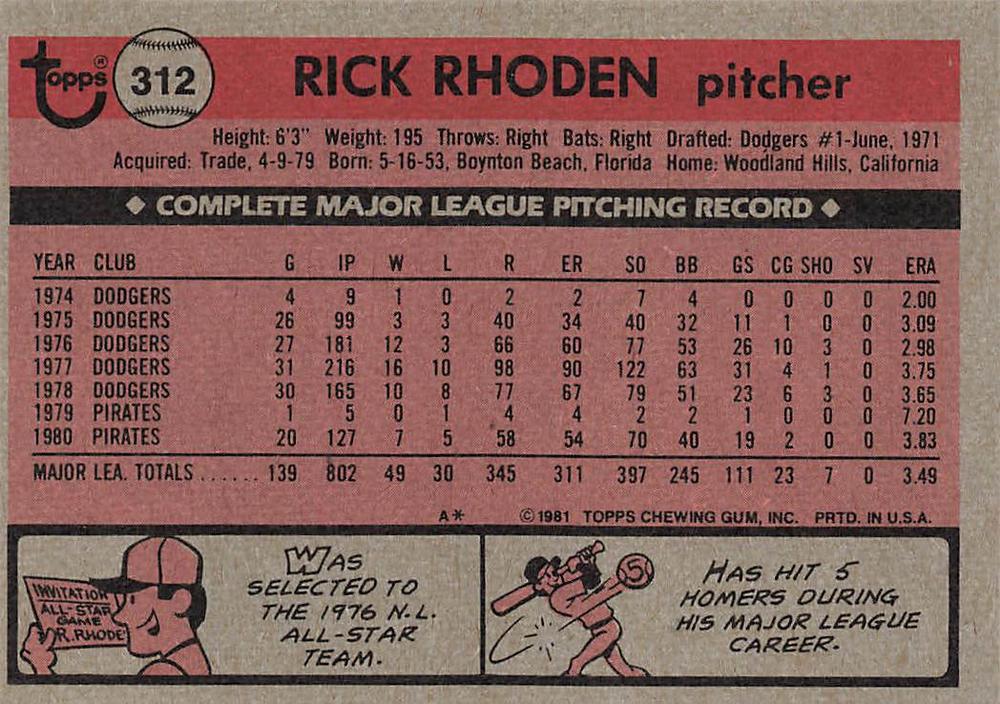 Topps® 312 RICK RHODEN pitcher
Height: 6'3" Weight: 195 Throws: Right Bats: Right Drafted: Dodgers #1-June, 1971
Acquired: Trade, 4-9-79 Born: 5-16-53, Boynton Beach, Florida Home: Woodland Hills, California
◆ COMPLETE MAJOR LEAGUE PITCHING RECORD ◆
YEAR CLUB G IP W L R ER SO BB GS CG SHO SV ERA
1974 DODGERS 4 9 1 0 2 2 7 4 0 0 0 0 2.00
1975 DODGERS 26 99 3 3 40 34 40 32 11 1 0 0 3.09
1976 DODGERS 27 181 12 3 66 60 77 53 26 10 3 0 2.98
1977 DODGERS 31 216 16 10 98 90 122 63 31 4 1 0 3.75
1978 DODGERS 30 165 10 8 77 67 79 51 23 6 3 0 3.65
1979 PIRATES 1 5 0 1 4 4 2 2 1 0 0 0 7.20
1980 PIRATES 20 127 7 5 58 54 70 40 19 2 0 0 3.83
MAJOR LEA. TOTALS ...... 139 802 49 30 345 311 397 245 111 23 7 0 3.49
A* © 1981 TOPPS CHEWING GUM, INC. PRTD. IN U.S.A.
INVITATION
ALL-STAR
GAME
MR. RHODE
WAS
SELECTED TO
THE 1976 N.L.
ALL-STAR
TEAM.
5
HAS HIT 5
HOMERS DURING
HIS MAJOR LEAGUE
CAREER.